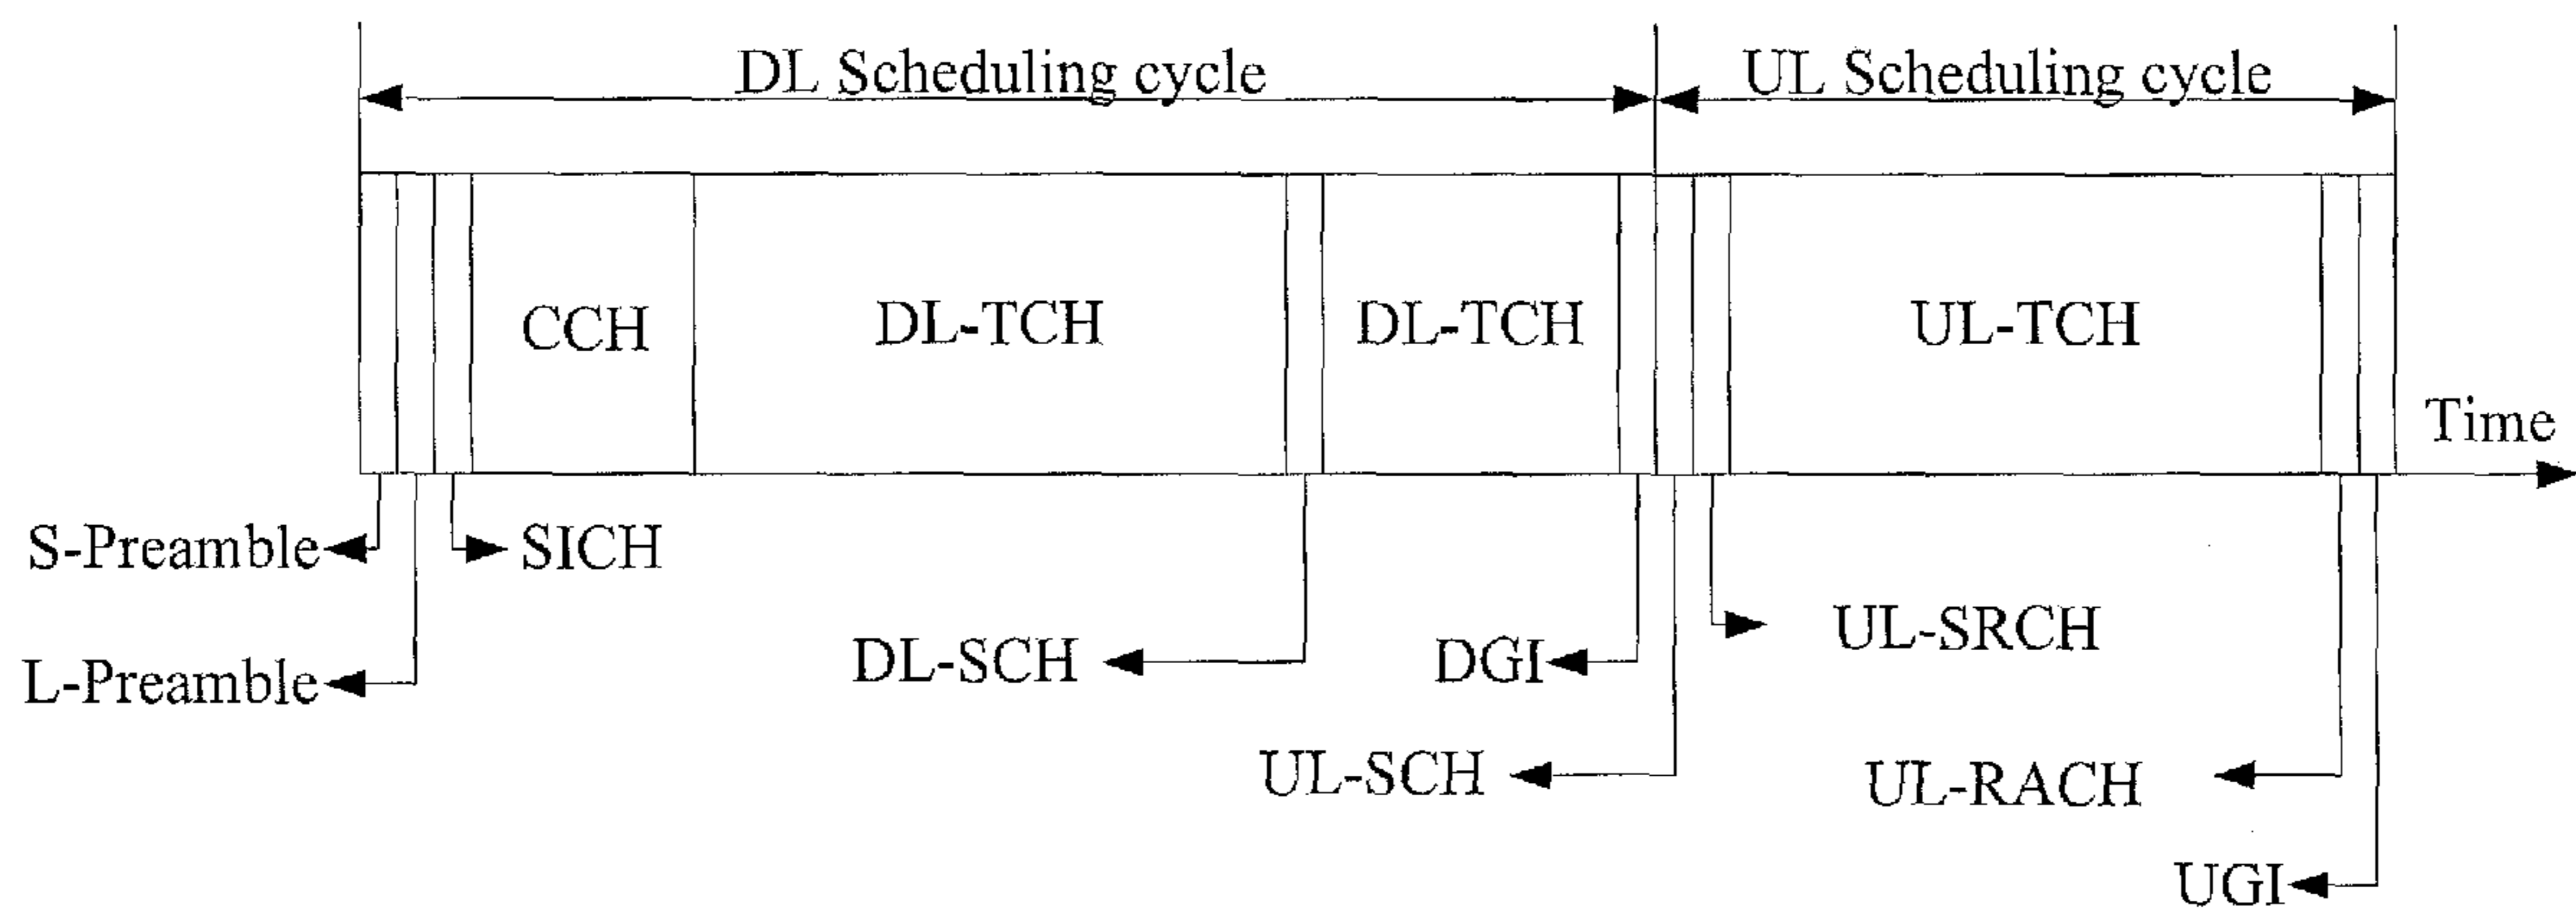 DL Scheduling cycle
UL Scheduling cycle
CCH
DL-TCH
DL-TCH
UL-TCH
Time
S-Preamble
SICH
L-Preamble
DL-SCH
DGI
UL-SRCH
UL-SCH
UL-RACH
UGI